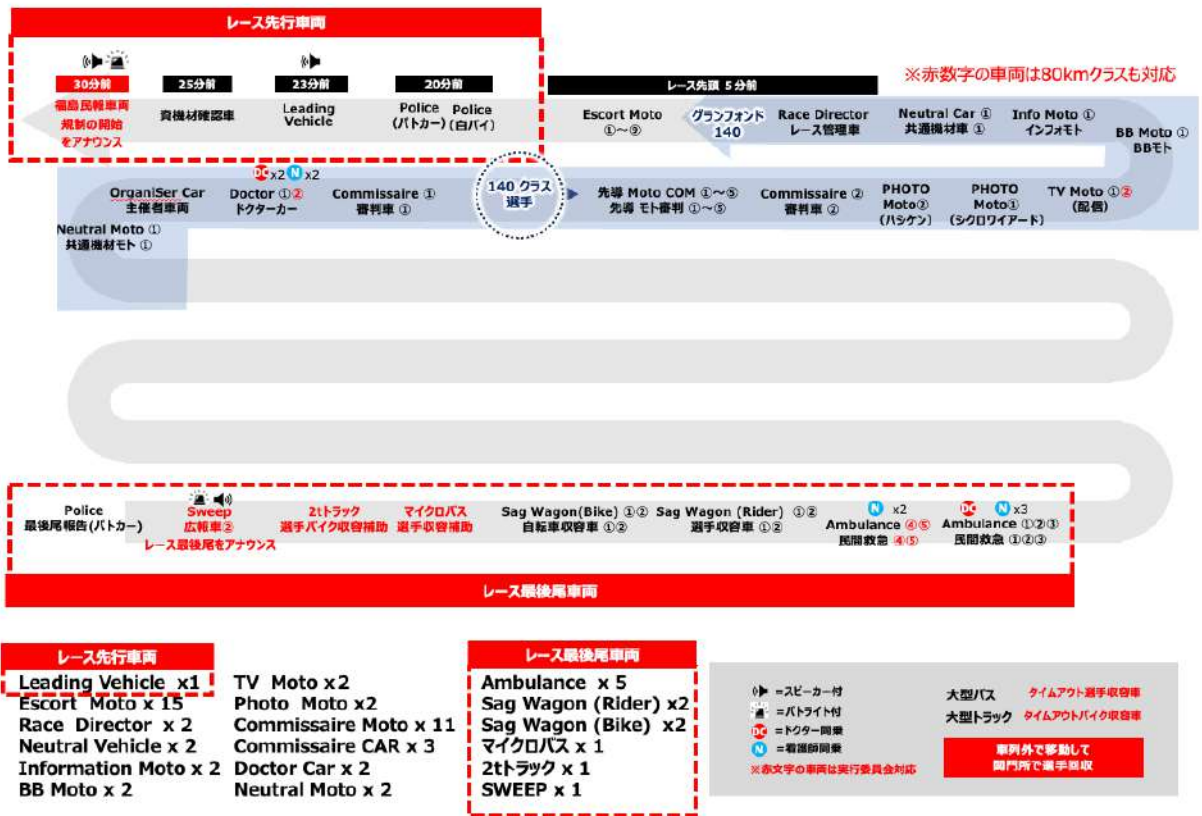 レース先行車両
30分前
25分前
23分前
20分前
レース先頭 5分前
※赤数字の車両は80kmクラスも対応
福島民報車両
規制の開始
をアナウンス
資機材確認車
Leading
Vehicle
Police
(パトカー)
Police
(白バイ)
Escort Moto
①～⑨
グランフォンド
140
Race Director
レース管理車
Neutral Car ①
共通機材車 ①
Info Moto ①
インフォモト
BB Moto ①
BBモト
DC x2 N x2
OrganiSer Car
主催者車両
Doctor ①②
ドクターカー
Commissaire ①
審判車 ①
140 クラス
選手
先導 Moto COM ①～⑤
先導 モト審判 ①～⑤
Commissaire ②
審判車 ②
PHOTO
Moto②
(ハシケン)
PHOTO
Moto①
(シクロワイアード)
TV Moto ①②
(配信)
Neutral Moto ①
共通機材モト ①
Police
最後尾報告(パトカー)
Sweep
広報車②
レース最後尾をアナウンス
2tトラック
選手バイク収容補助
マイクロバス
選手収容補助
Sag Wagon(Bike) ①②
自転車収容車 ①②
Sag Wagon (Rider) ①②
選手収容車 ①②
N x2
Ambulance ④⑤
民間救急 ④⑤
DC N x3
Ambulance ①②③
民間救急 ①②③
レース最後尾車両
レース先行車両
Leading Vehicle x1
Escort Moto x 15
Race Director x 2
Neutral Vehicle x 2
Information Moto x 2
BB Moto x 2
TV Moto x2
Photo Moto x2
Commissaire Moto x 11
Commissaire CAR x 3
Doctor Car x 2
Neutral Moto x 2
レース最後尾車両
Ambulance x 5
Sag Wagon (Rider) x2
Sag Wagon (Bike) x2
マイクロバス x 1
2tトラック x 1
SWEEP x 1
=スピーカー付
=パトライト付
DC =ドクター同乗
N =看護師同乗
※赤文字の車両は実行委員会対応
大型バス タイムアウト選手収容車
大型トラック タイムアウトバイク収容車
車列外で移動して
関門所で選手回収